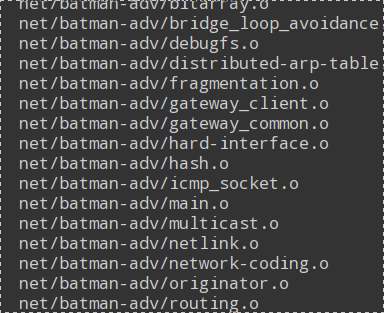 net/batman-adv/bitarray.o
net/batman-adv/bridge_loop_avoidance
net/batman-adv/debugfs.o
net/batman-adv/distributed-arp-table
net/batman-adv/fragmentation.o
net/batman-adv/gateway_client.o
net/batman-adv/gateway_common.o
net/batman-adv/hard-interface.o
net/batman-adv/hash.o
net/batman-adv/icmp_socket.o
net/batman-adv/main.o
net/batman-adv/multicast.o
net/batman-adv/netlink.o
net/batman-adv/network-coding.o
net/batman-adv/originator.o
net/batman-adv/routing.o